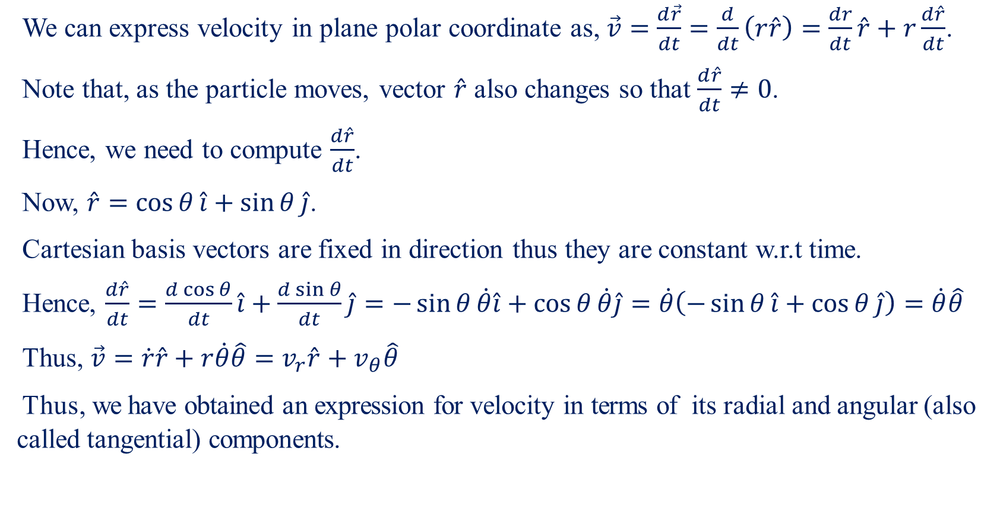 We can express velocity in plane polar coordinate as, $\vec{v} = \frac{d\vec{r}}{dt} = \frac{d}{dt}(r\hat{r}) = \frac{dr}{dt}\hat{r} + r\frac{d\hat{r}}{dt}$.
Note that, as the particle moves, vector $\hat{r}$ also changes so that $\frac{d\hat{r}}{dt} \neq 0$.
Hence, we need to compute $\frac{d\hat{r}}{dt}$.
Now, $\hat{r} = \cos\theta\,\hat{\imath} + \sin\theta\,\hat{\jmath}$.
Cartesian basis vectors are fixed in direction thus they are constant w.r.t time.
Hence, $\frac{d\hat{r}}{dt} = \frac{d\cos\theta}{dt}\hat{\imath} + \frac{d\sin\theta}{dt}\hat{\jmath} = -\sin\theta\,\dot{\theta}\hat{\imath} + \cos\theta\,\dot{\theta}\hat{\jmath} = \dot{\theta}(-\sin\theta\,\hat{\imath} + \cos\theta\,\hat{\jmath}) = \dot{\theta}\hat{\theta}$
Thus, $\vec{v} = \dot{r}\hat{r} + r\dot{\theta}\hat{\theta} = v_r\hat{r} + v_\theta\hat{\theta}$
Thus, we have obtained an expression for velocity in terms of its radial and angular (also
called tangential) components.